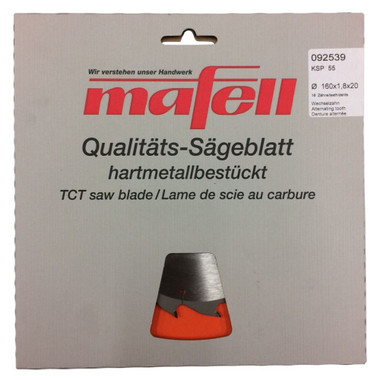 Wir verstehen unser Handwerk
mafell
Qualitäts-Sägeblatt
hartmetallbestückt
TCT saw blade/Lame de scie au carbure
092539
KSP 55
Ø 160x1,8x20
Wechselzahn
Alternating tooth
Denture alternée